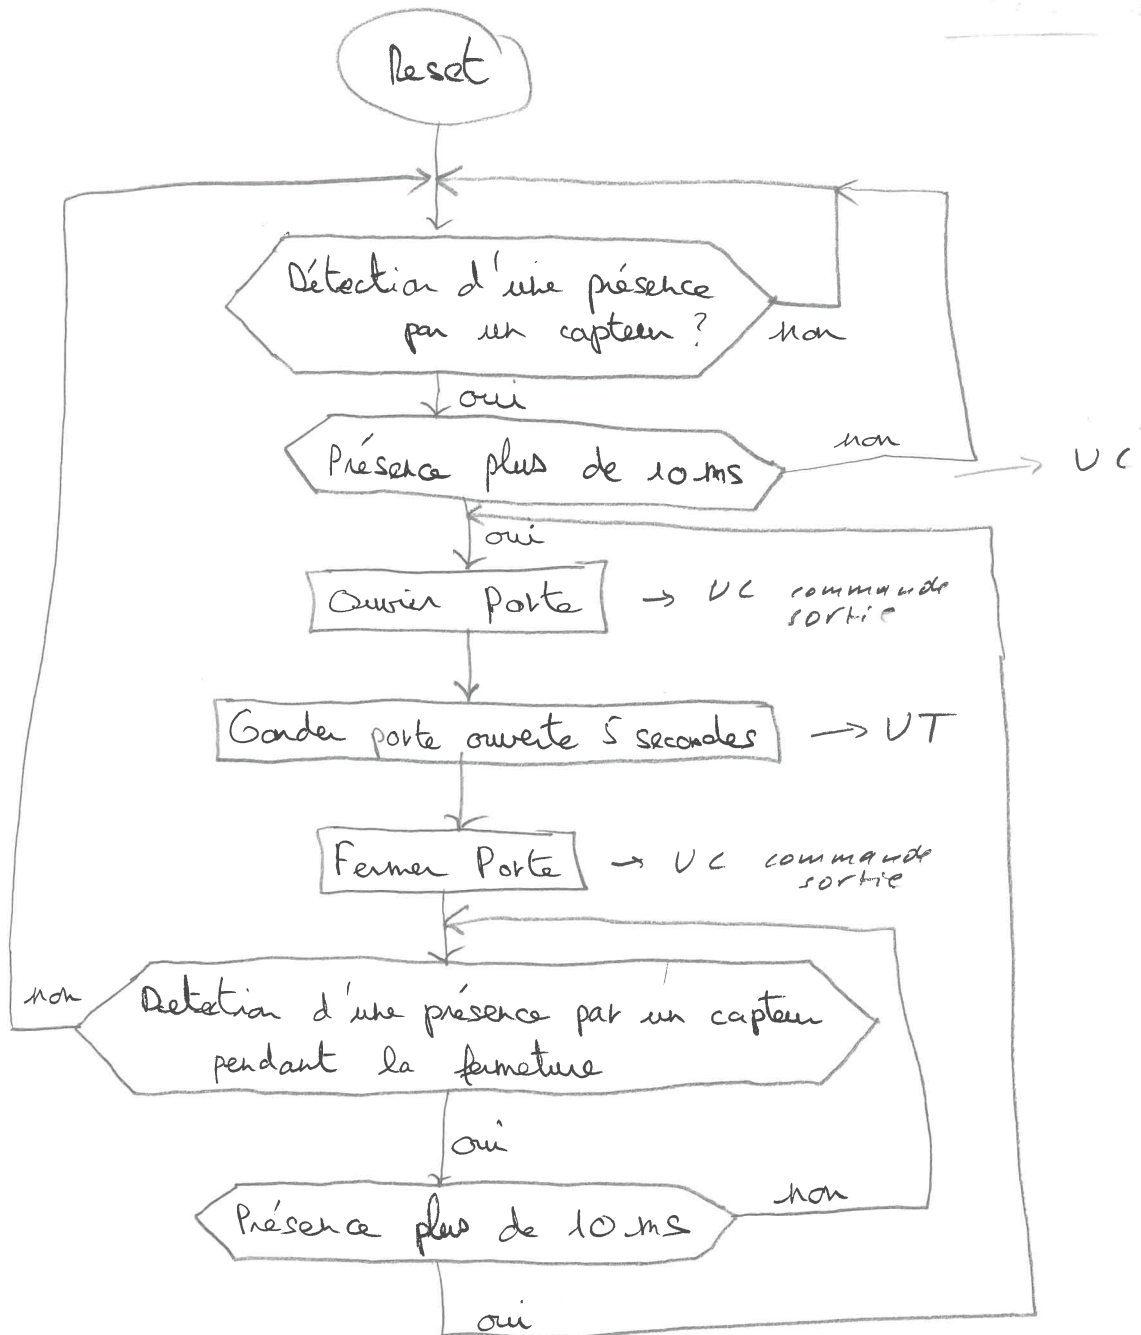 Reset
Détection d'une présence
par un capteur ?
non
oui
Présence plus de 10 ms
non
→ UC
oui
Ouvrir Porte
→ UC commande
sortie
Garder porte ouverte 5 secondes
→ UT
Fermer Porte
→ UC commande
sortie
non
Detection d'une présence par un capteur
pendant la fermeture
oui
Présence plus de 10 ms
non
oui